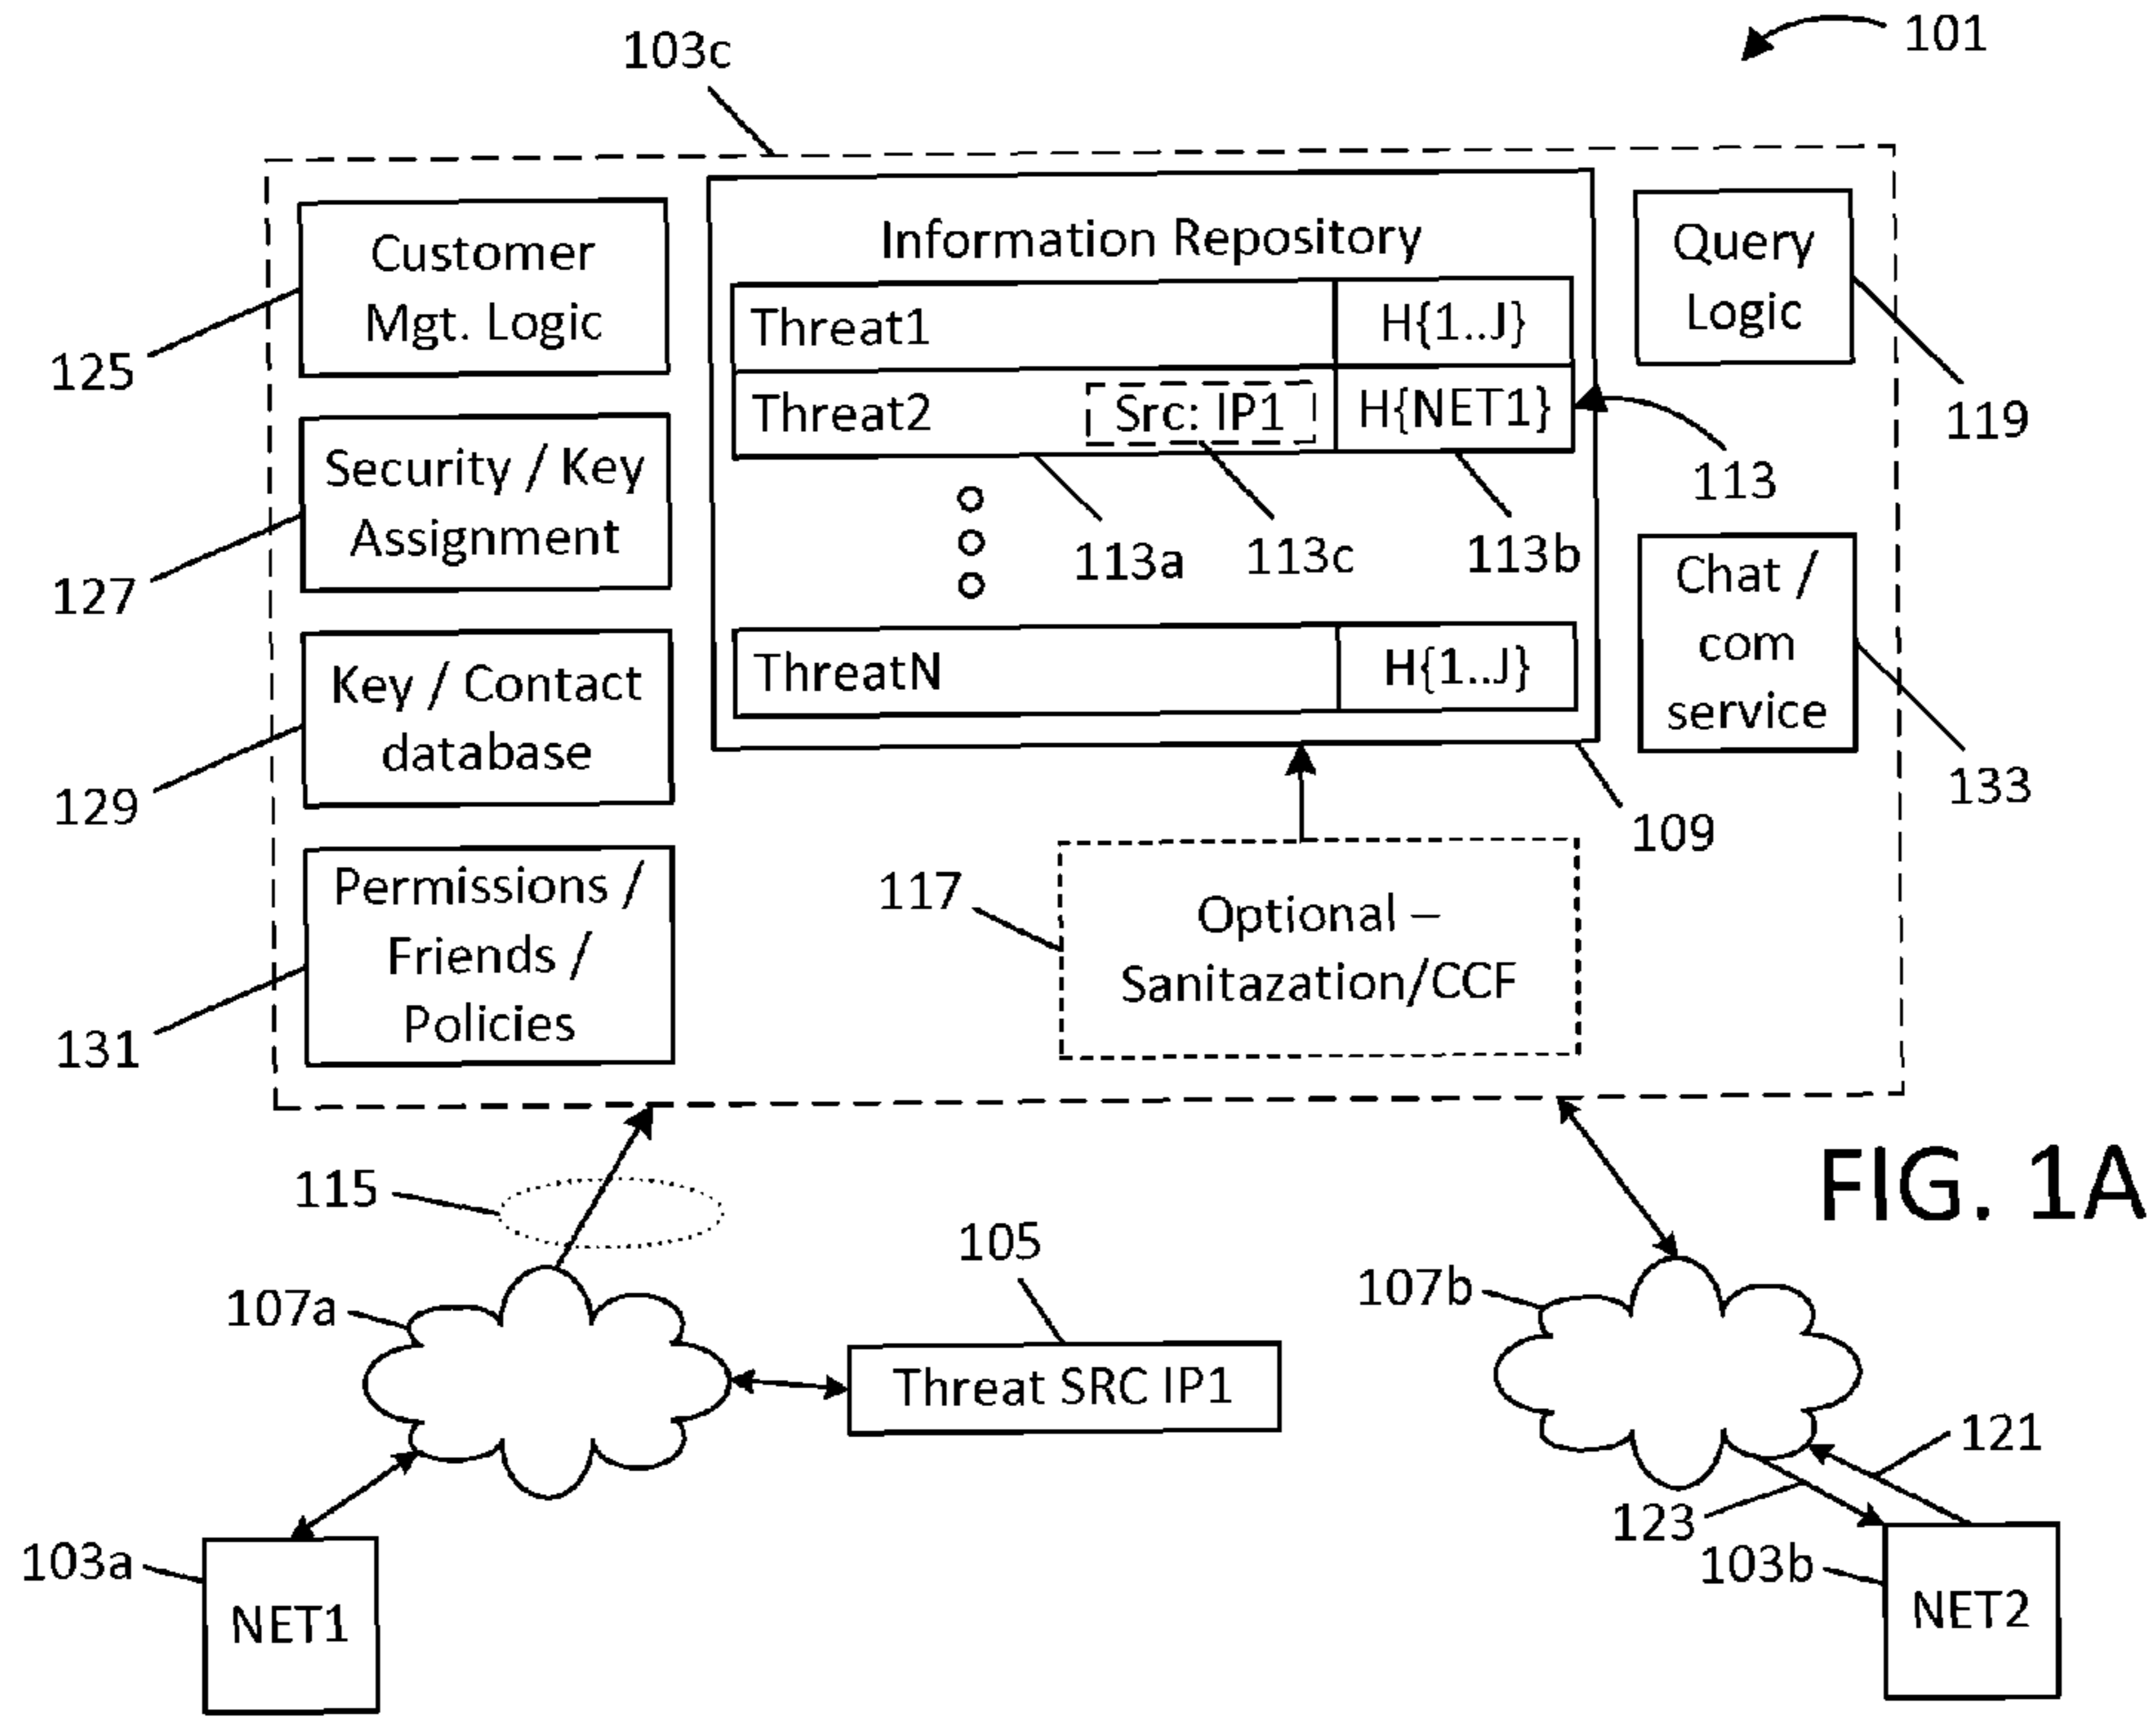 101
103c
Customer
Mgt. Logic
125
Security / Key
Assignment
127
Key / Contact
database
129
Permissions /
Friends /
Policies
131
Information Repository
Threat1
H{1..J}
Threat2
Src: IP1
H{NET1}
113
113a
113c
113b
ThreatN
H{1..J}
109
Query
Logic
119
Chat /
com
service
133
117
Optional –
Sanitazation/CCF
FIG. 1A
115
107a
105
Threat SRC IP1
107b
121
123
103a
NET1
103b
NET2